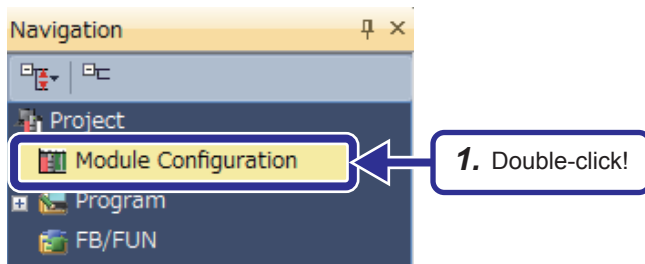 Navigation
Project
Module Configuration
1. Double-click!
Program
FB/FUN